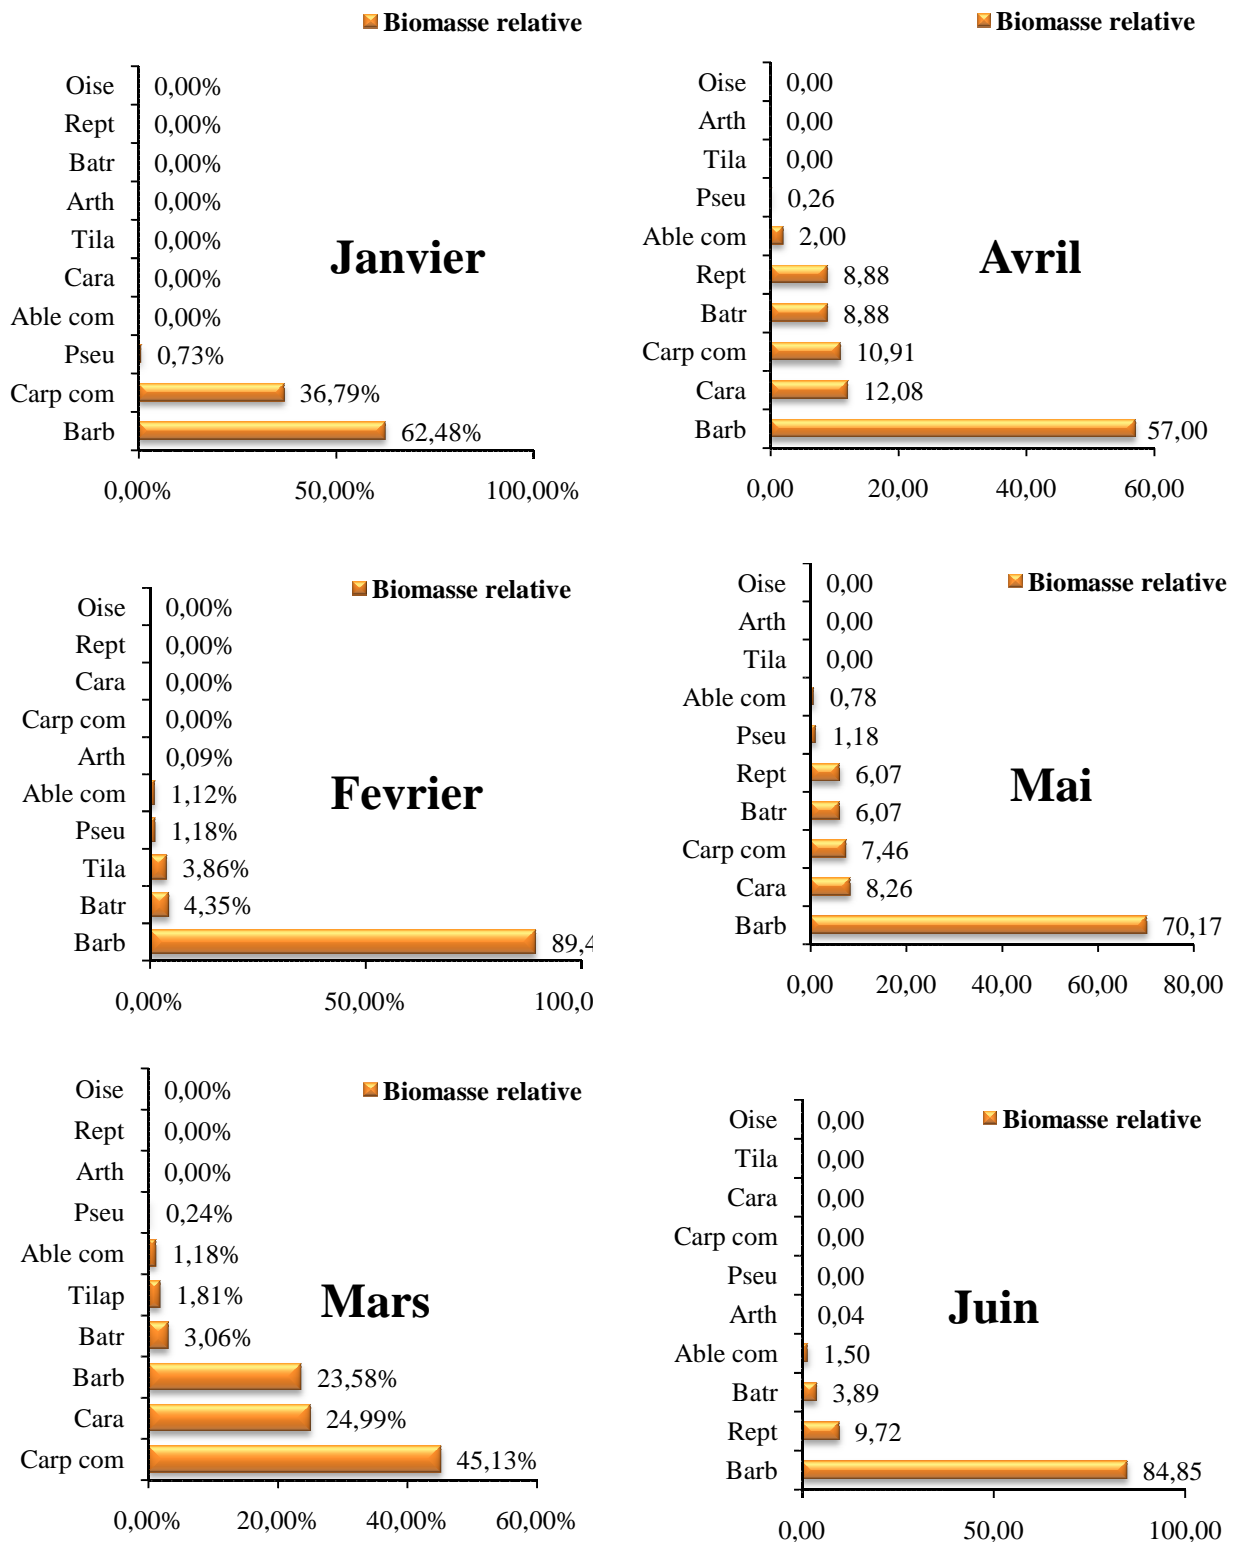 Biomasse relative
Oise 0,00%
Rept 0,00%
Batr 0,00%
Arth 0,00%
Tila 0,00%
Cara 0,00%
Able com 0,00%
Pseu 0,73%
Carp com 36,79%
Barb 62,48%
0,00% 50,00% 100,00%
Janvier
Biomasse relative
Oise 0,00
Arth 0,00
Tila 0,00
Pseu 0,26
Able com 2,00
Rept 8,88
Batr 8,88
Carp com 10,91
Cara 12,08
Barb 57,00
0,00 20,00 40,00 60,00
Avril
Biomasse relative
Oise 0,00%
Rept 0,00%
Cara 0,00%
Carp com 0,00%
Arth 0,09%
Able com 1,12%
Pseu 1,18%
Tila 3,86%
Batr 4,35%
Barb 89,4
0,00% 50,00% 100,0
Fevrier
Biomasse relative
Oise 0,00
Arth 0,00
Tila 0,00
Able com 0,78
Pseu 1,18
Rept 6,07
Batr 6,07
Carp com 7,46
Cara 8,26
Barb 70,17
0,00 20,00 40,00 60,00 80,00
Mai
Biomasse relative
Oise 0,00%
Rept 0,00%
Arth 0,00%
Pseu 0,24%
Able com 1,18%
Tilap 1,81%
Batr 3,06%
Barb 23,58%
Cara 24,99%
Carp com 45,13%
0,00% 20,00% 40,00% 60,00%
Mars
Biomasse relative
Oise 0,00
Tila 0,00
Cara 0,00
Carp com 0,00
Pseu 0,00
Arth 0,04
Able com 1,50
Batr 3,89
Rept 9,72
Barb 84,85
0,00 50,00 100,00
Juin